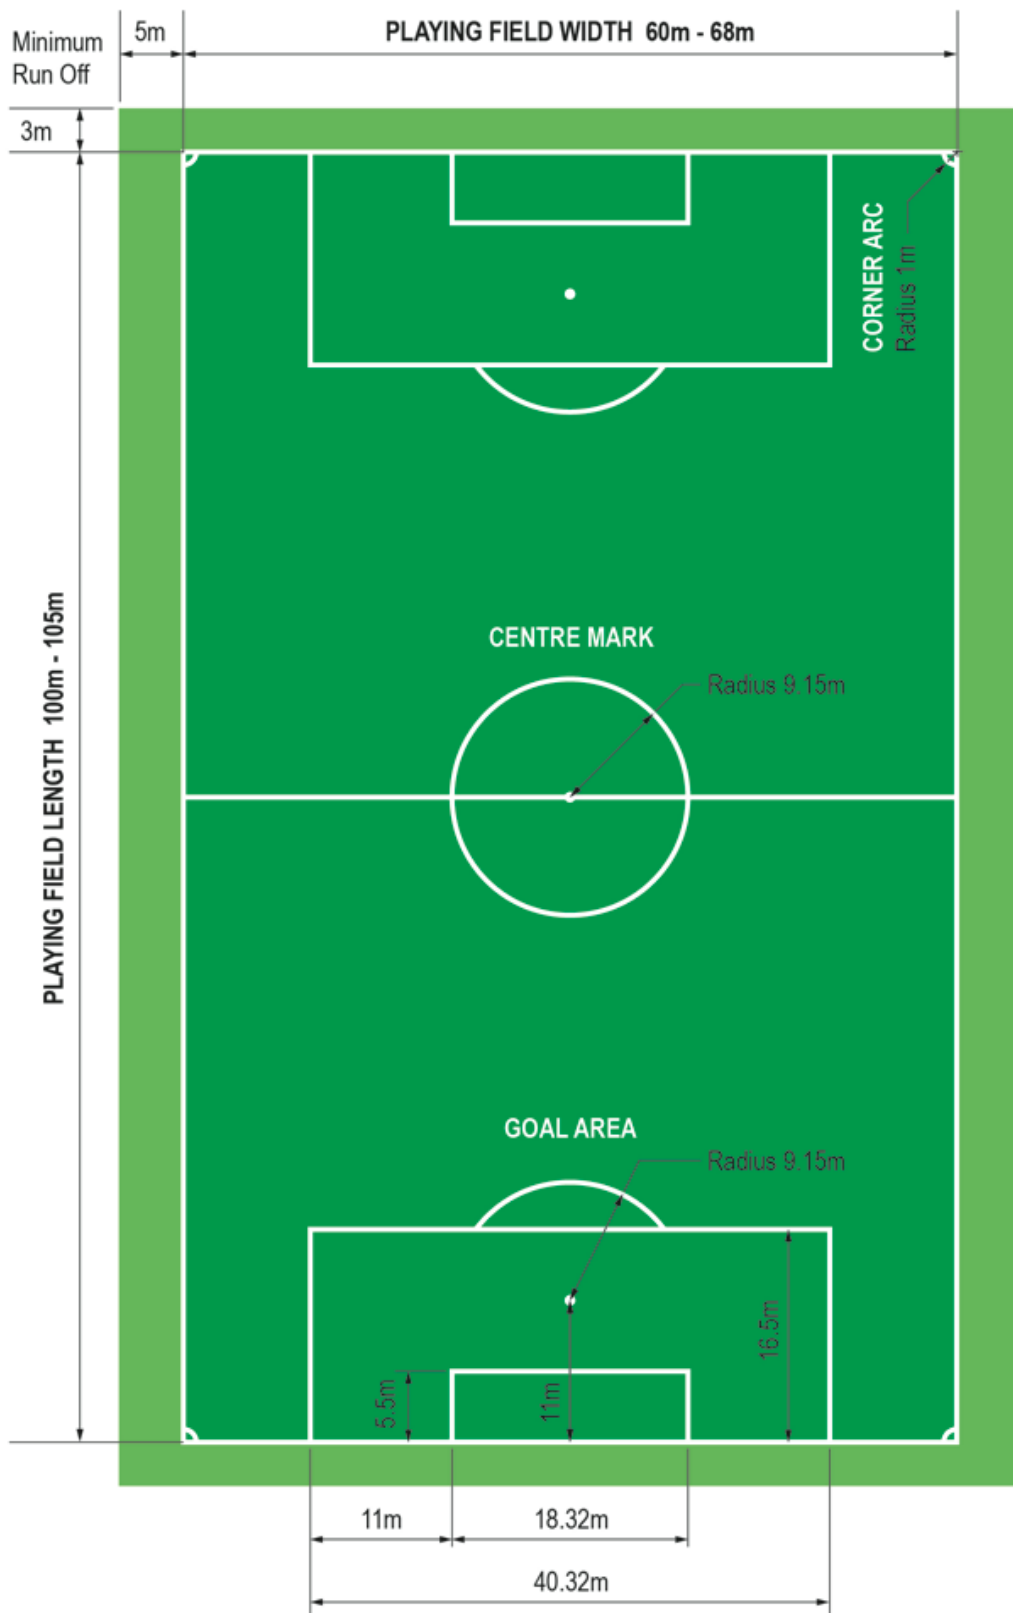 5m
PLAYING FIELD WIDTH 60m - 68m
Minimum
Run Off
3m
CORNER ARC
Radius 1m
PLAYING FIELD LENGTH 100m - 105m
CENTRE MARK
Radius 9.15m
GOAL AREA
Radius 9.15m
16.5m
5.5m
11m
11m
18.32m
40.32m